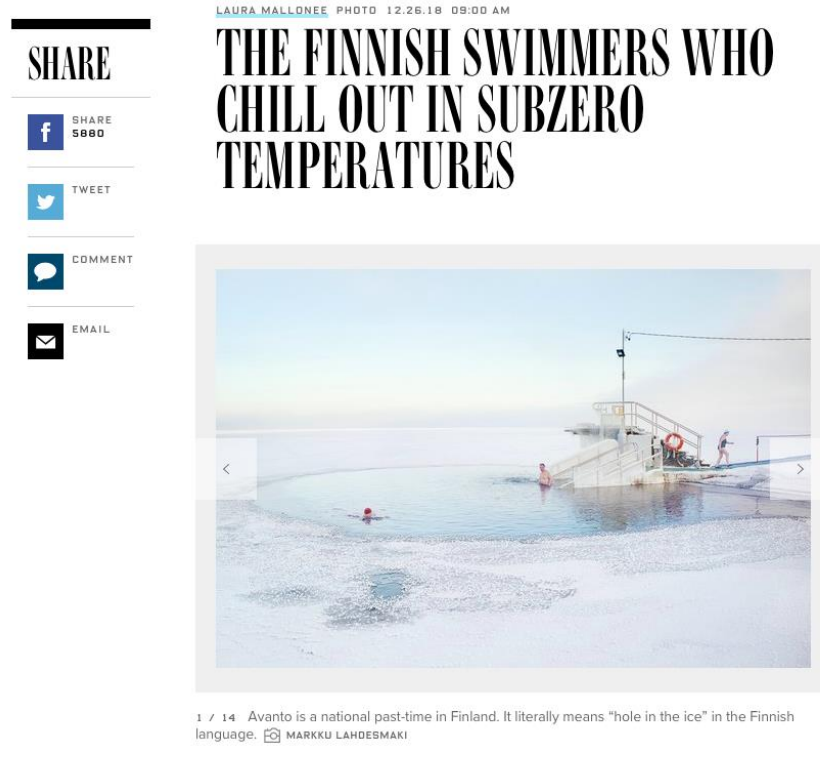 LAURA MALLONEE PHOTO 12.26.18 09:00 AM
THE FINNISH SWIMMERS WHO
CHILL OUT IN SUBZERO
TEMPERATURES
SHARE
SHARE
5880
TWEET
COMMENT
EMAIL
1 / 14 Avanto is a national past-time in Finland. It literally means “hole in the ice” in the Finnish
language. MARKKU LAHDESMAKI